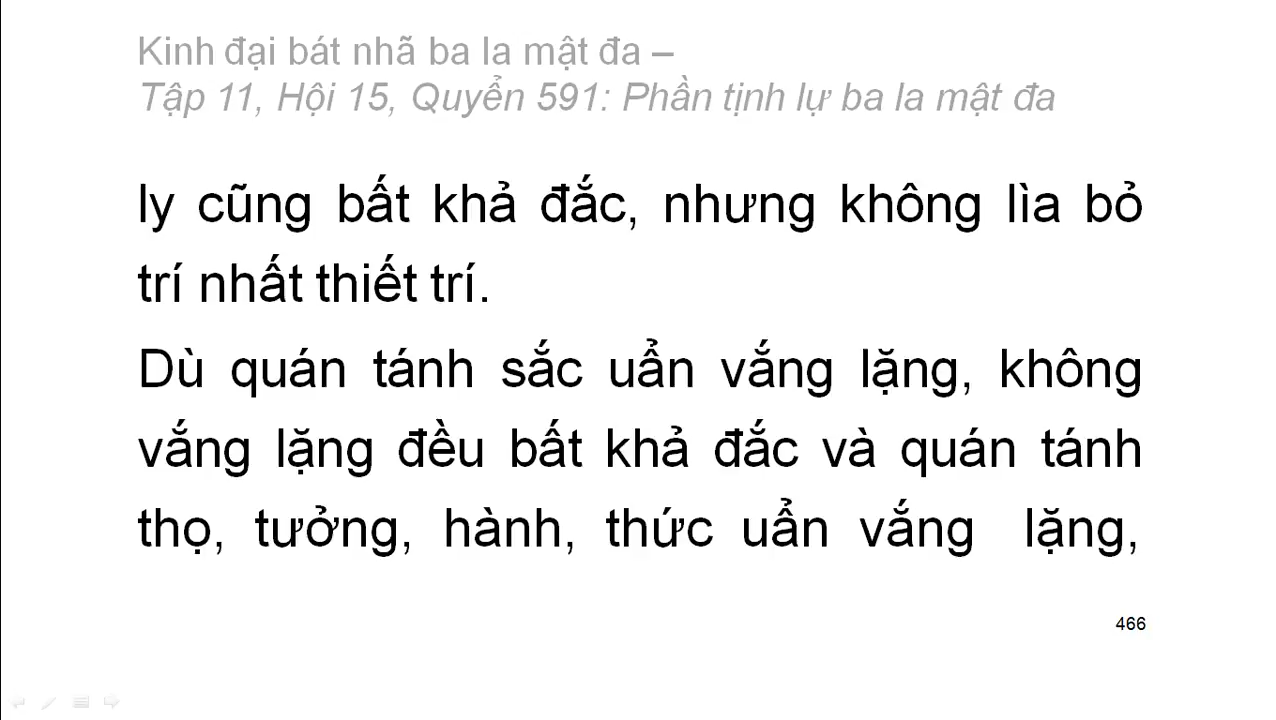 Kinh đại bát nhã ba la mật đa –
Tập 11, Hội 15, Quyển 591: Phần tịnh lự ba la mật đa
ly cũng bất khả đắc, nhưng không lìa bỏ
trí nhất thiết trí.
Dù quán tánh sắc uẩn vắng lặng, không
vắng lặng đều bất khả đắc và quán tánh
thọ, tưởng, hành, thức uẩn vắng lặng,
466